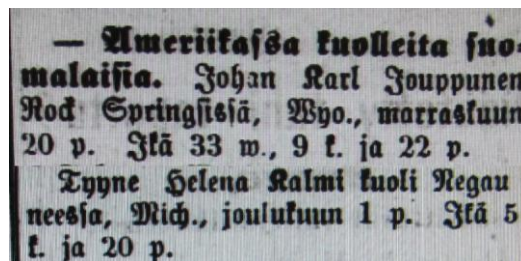 — Ameriikassa kuolleita suo-
malaisia. Johan Karl Jouppunen
Rock Springsissä, Wyo., marraskuun
20 p. Ikä 33 w., 9 k. ja 22 p.
Tyyne Helena Kalmi kuoli Negau
neessa, Mich., joulukuun 1 p. Ikä 5
k. ja 20 p.